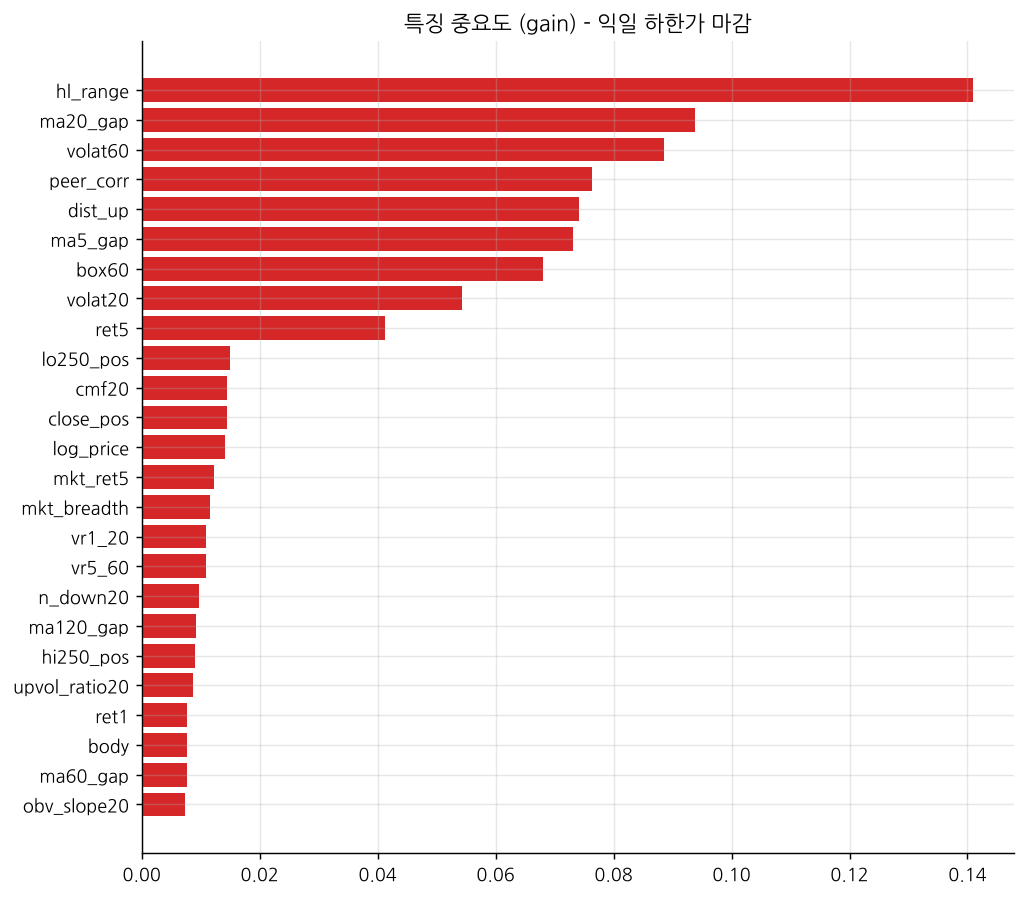 특징 중요도 (gain) - 익일 하한가 마감
hl_range
ma20_gap
volat60
peer_corr
dist_up
ma5_gap
box60
volat20
ret5
lo250_pos
cmf20
close_pos
log_price
mkt_ret5
mkt_breadth
vr1_20
vr5_60
n_down20
ma120_gap
hi250_pos
upvol_ratio20
ret1
body
ma60_gap
obv_slope20
0.00 0.02 0.04 0.06 0.08 0.10 0.12 0.14